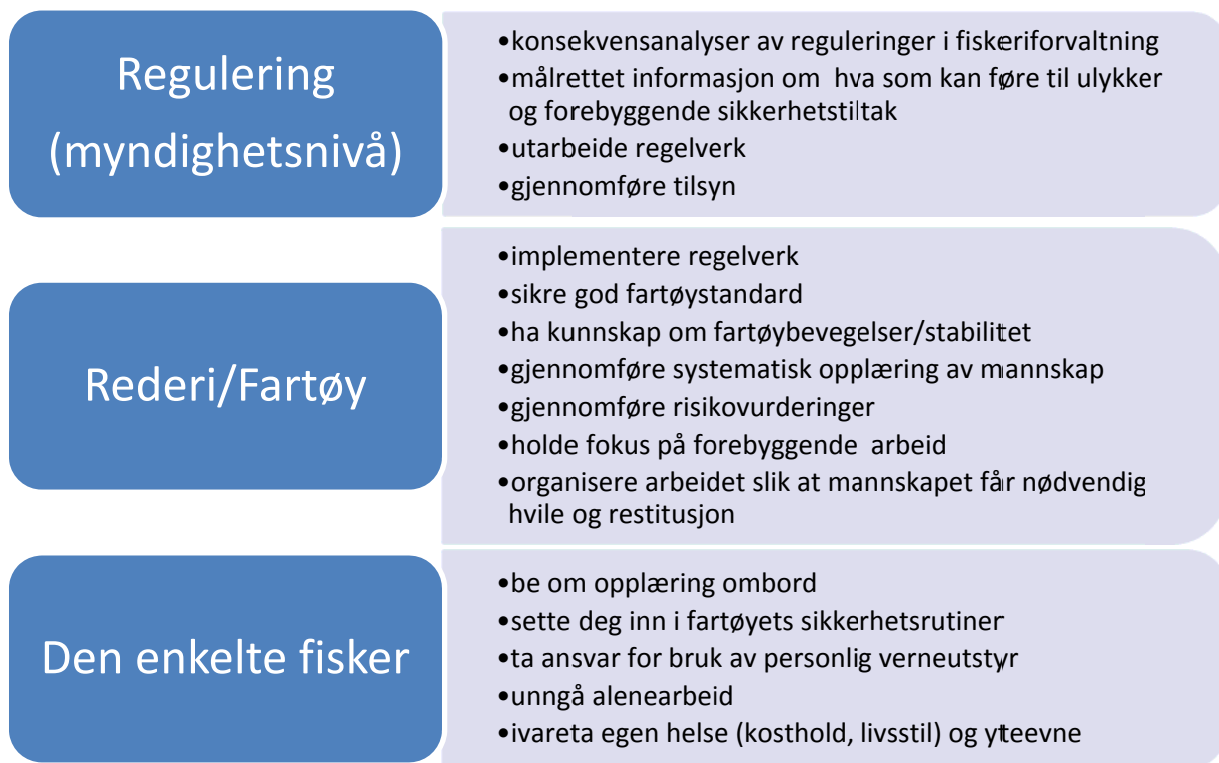 Regulering
(myndighetsnivå)
•konsekvensanalyser av reguleringer i fiskeriforvaltning
•målrettet informasjon om hva som kan føre til ulykker
og forebyggende sikkerhetstiltak
•utarbeide regelverk
•gjennomføre tilsyn
Rederi/Fartøy
•implementere regelverk
•sikre god fartøystandard
•ha kunnskap om fartøybevegelser/stabilitet
•gjennomføre systematisk opplæring av mannskap
•gjennomføre risikovurderinger
•holde fokus på forebyggende arbeid
•organisere arbeidet slik at mannskapet får nødvendig
hvile og restitusjon
Den enkelte fisker
•be om opplæring ombord
•sette deg inn i fartøyets sikkerhetsrutiner
•ta ansvar for bruk av personlig verneutstyr
•unngå alenearbeid
•ivareta egen helse (kosthold, livsstil) og yteevne